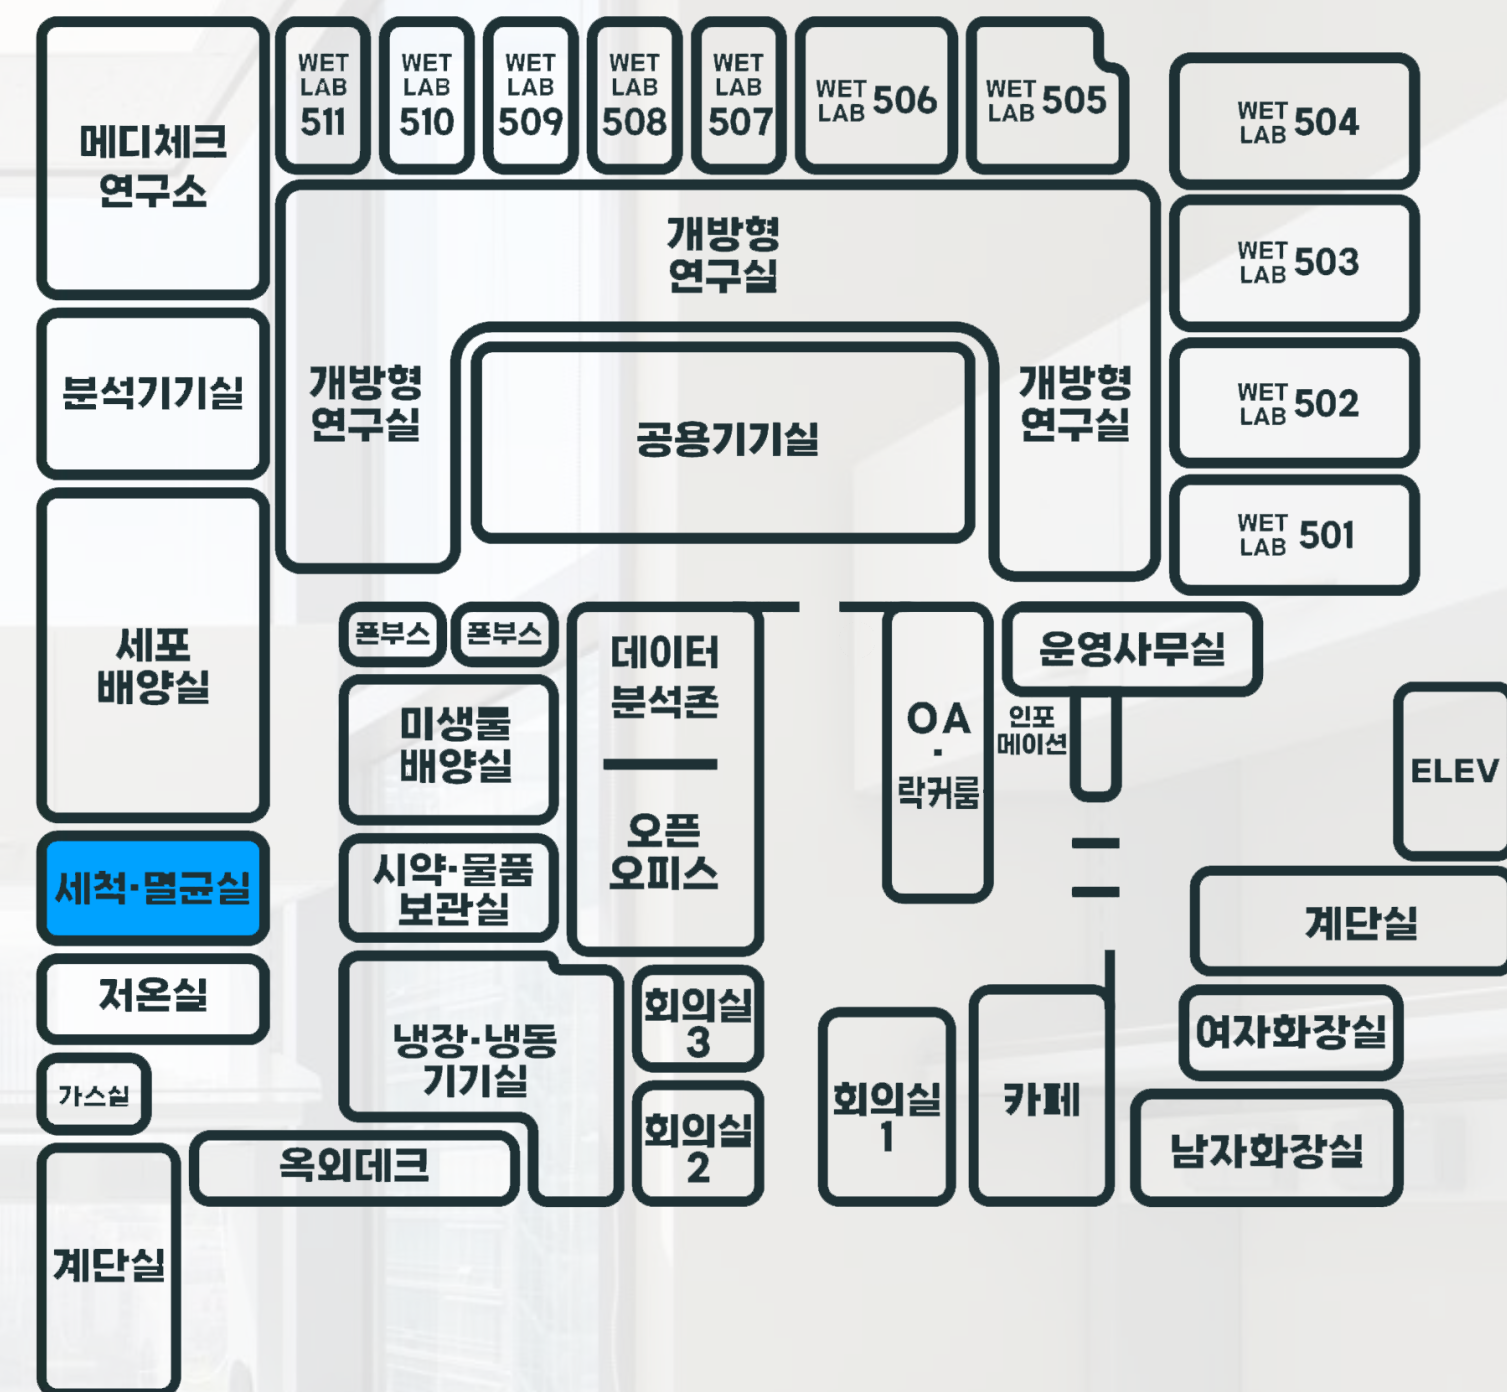 메디체크
연구소
WET
LAB
511
WET
LAB
510
WET
LAB
509
WET
LAB
508
WET
LAB
507
WET
LAB 506
WET
LAB 505
WET
LAB 504
WET
LAB 503
WET
LAB 502
WET
LAB 501
개방형
연구실
개방형
연구실
개방형
연구실
공용기기실
분석기기실
세포
배양실
세척·멸균실
저온실
가스실
계단실
폰부스
폰부스
미생물
배양실
시약·물품
보관실
냉장·냉동
기기실
옥외데크
데이터
분석존
오픈
오피스
회의실
3
회의실
2
OA
·
락커룸
운영사무실
인포
메이션
ELEV
계단실
여자화장실
남자화장실
회의실
1
카페